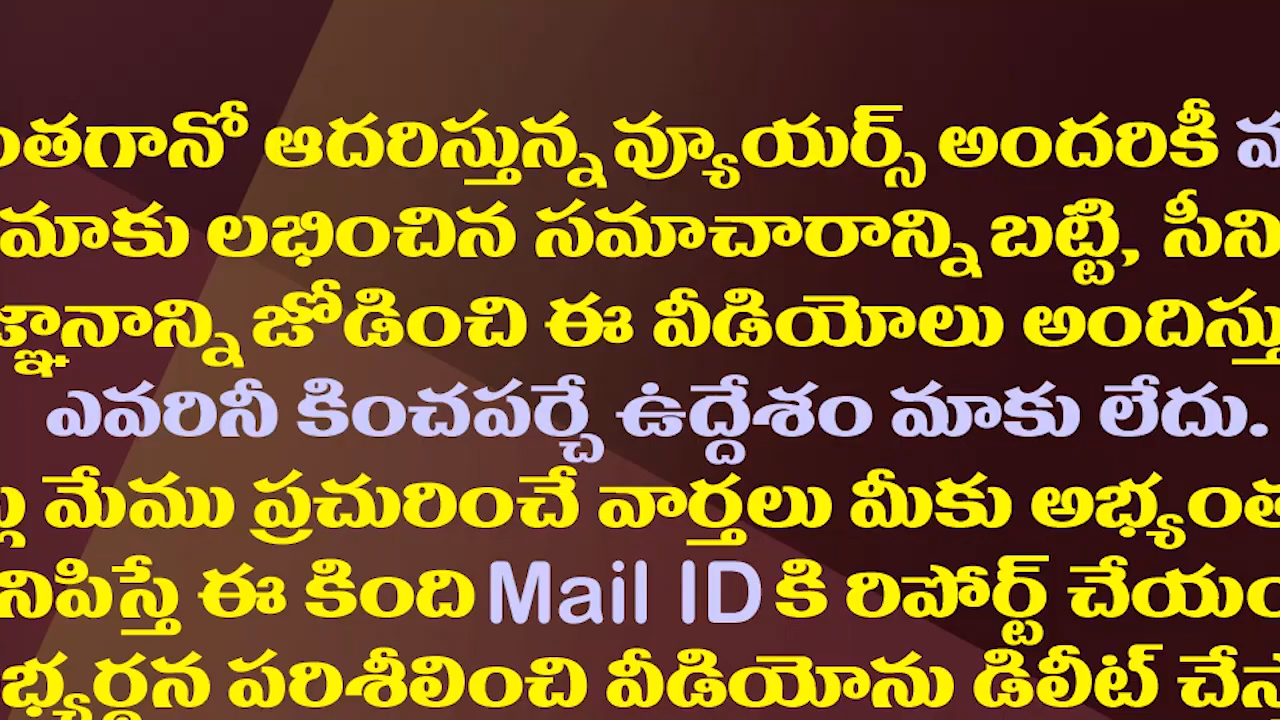 ఆదరిస్తున్న వ్యూయర్స్ అందరికీ
మాకు లభించిన సమాచారాన్ని బట్టి,
జోడించి ఈ వీడియోలు
ఎవరినీ కించపర్చే ఉద్దేశం మాకు లేదు.
మేము ప్రచురించే వార్తలు మీకు
ఈ కింది Mail ID కి రిపోర్ట్
పరిశీలించి వీడియోను డిలీట్